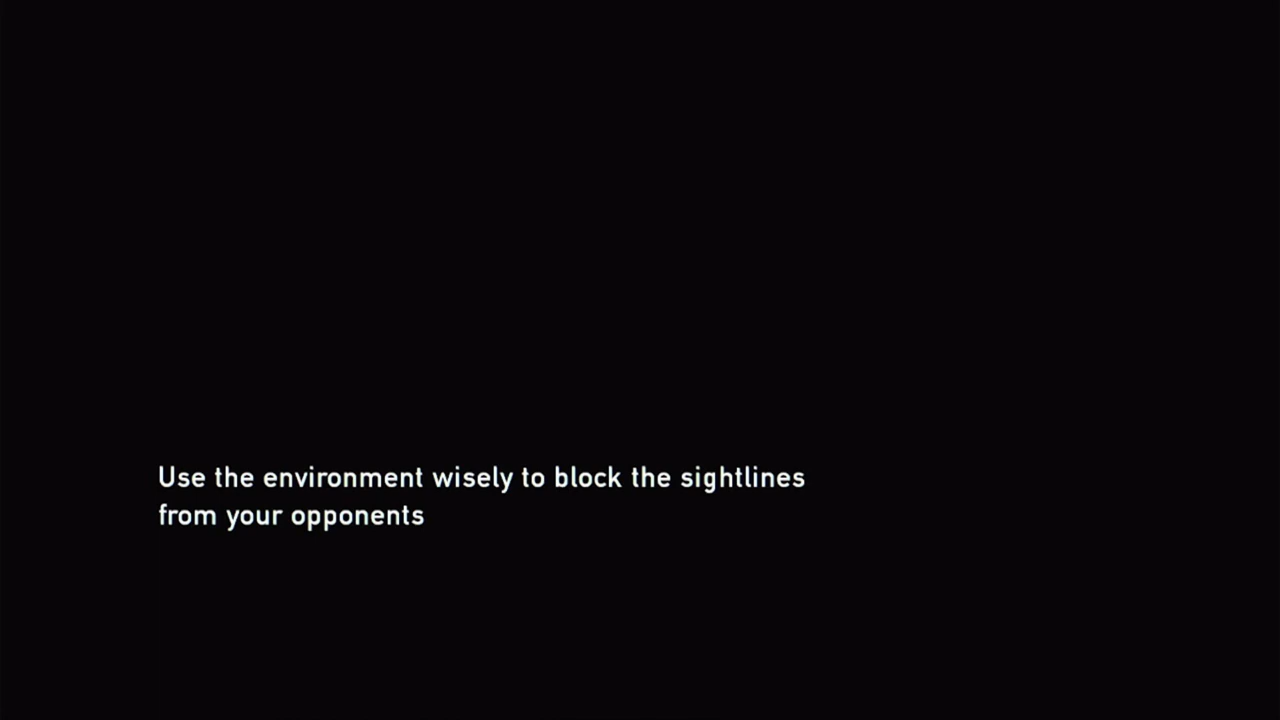 Use the environment wisely to block the sightlines
from your opponents